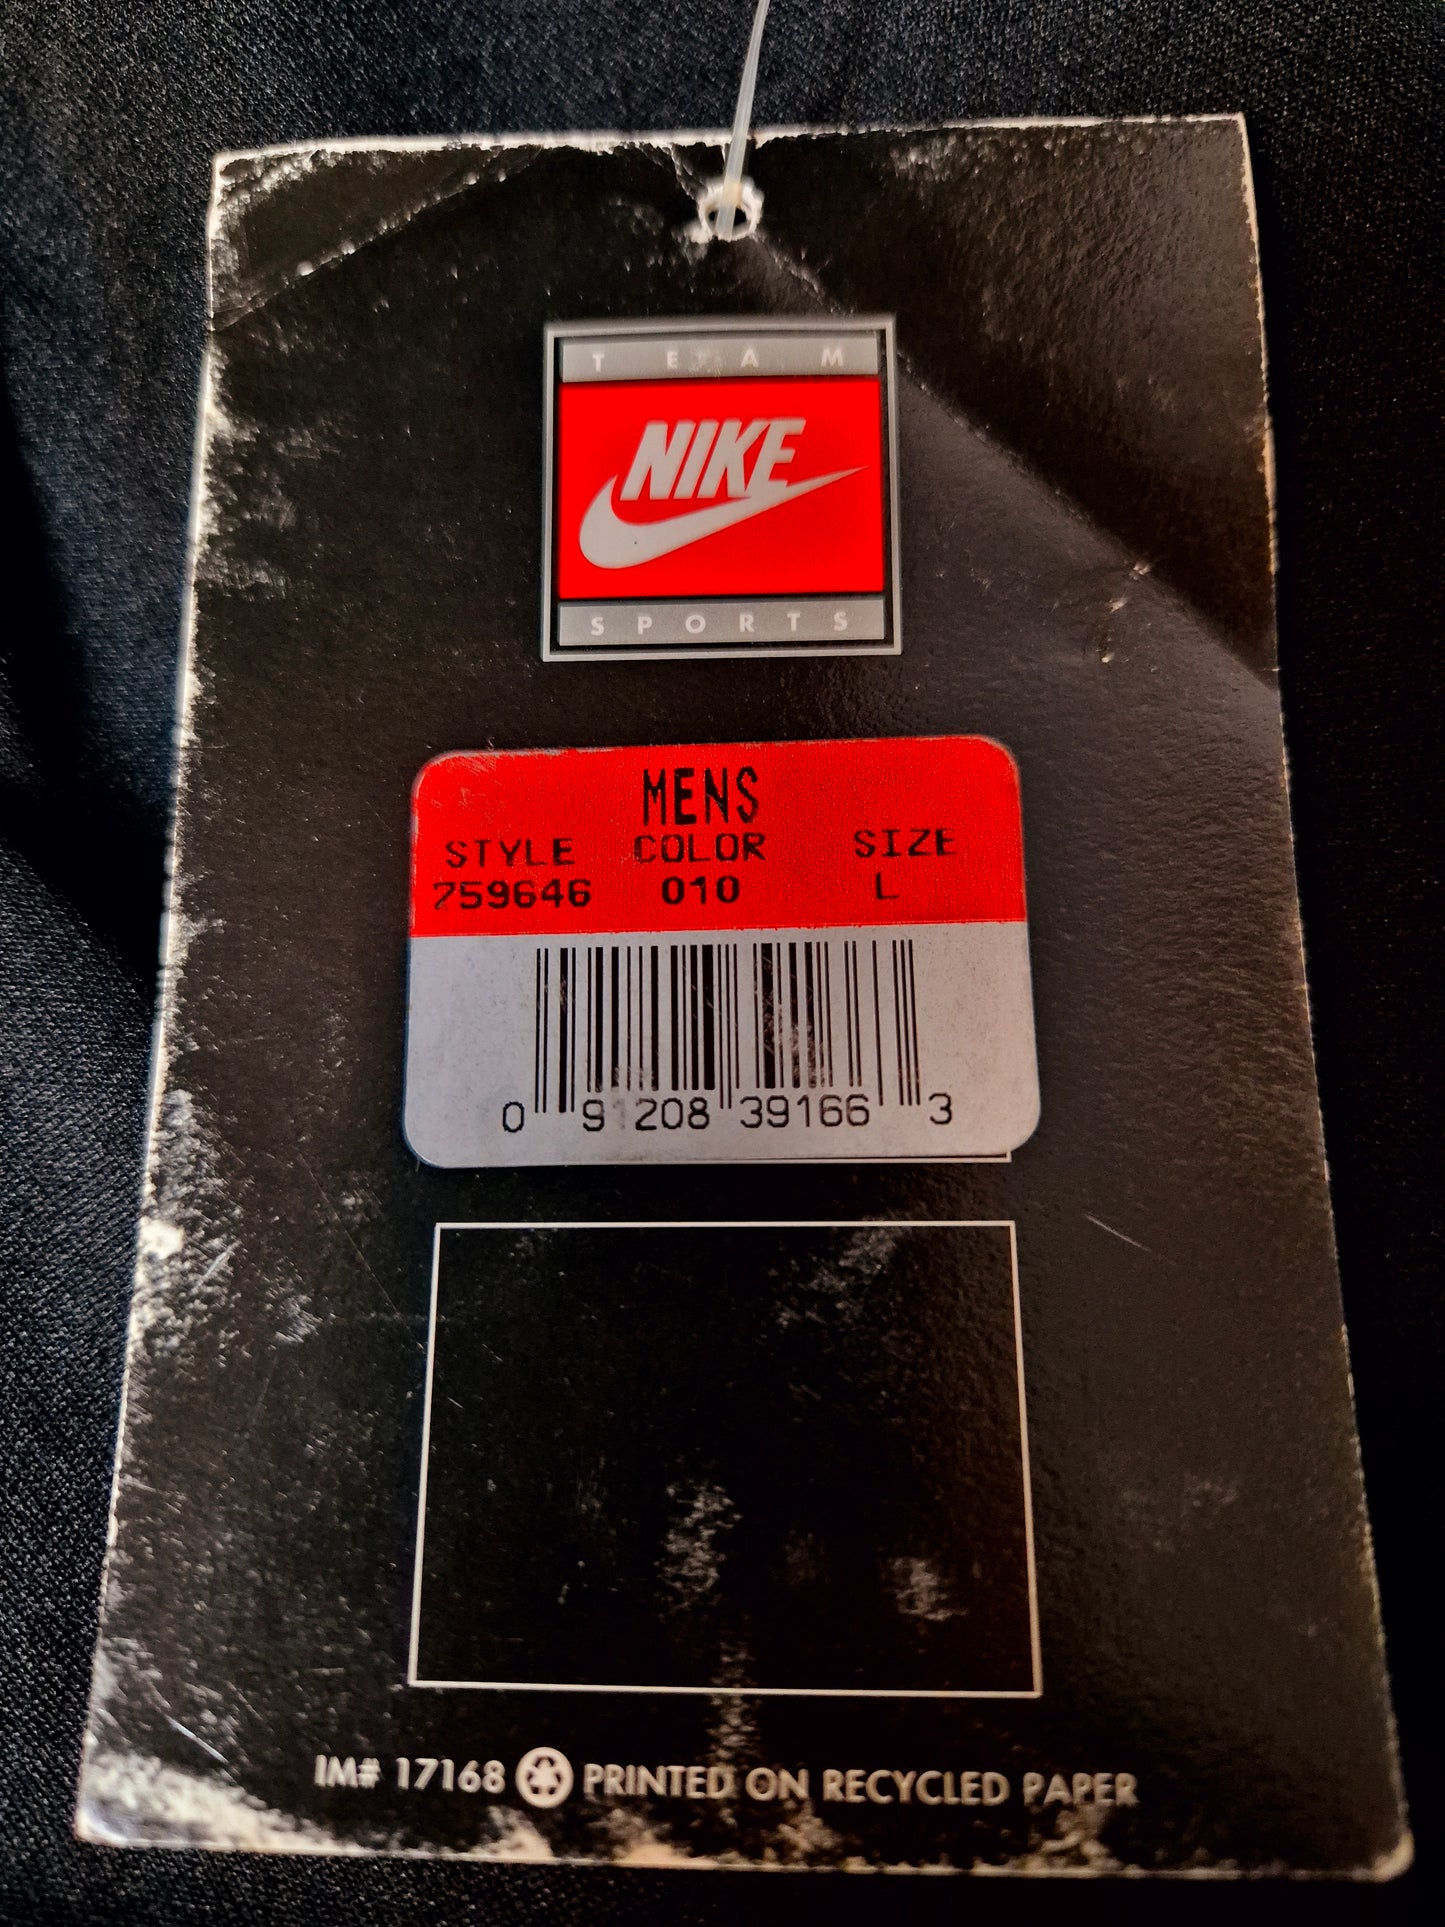 TEAM
NIKE
SPORTS
MENS
STYLE COLOR SIZE
759646 010 L
0 91208 39166 3
IM# 17168 PRINTED ON RECYCLED PAPER